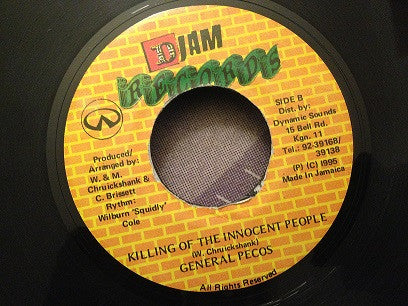 DJAM
RECORDS
SIDE B
Dist. by:
Dynamic Sounds
15 Bell Rd.
Kgn. 11
Tel.: 92-39168/
39138
(P) (C) 1995
Made in Jamaica
Produced/
Arranged by:
W. & M.
Chruickshank &
C. Brissett
Rythm:
Wilburn 'Squidly'
Cole
KILLING OF THE INNOCENT PEOPLE
(W. Chruickshank)
GENERAL PECOS
All Rights Reserved